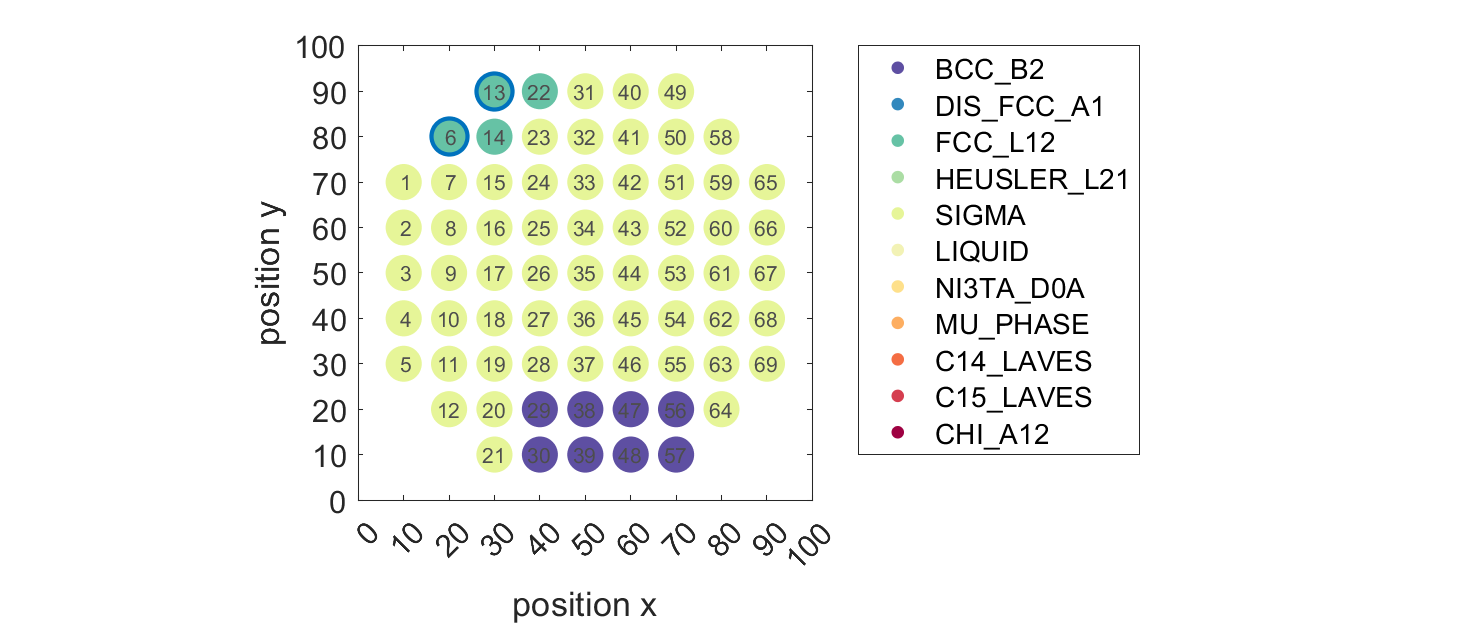 100
90 13 22 31 40 49
80 6 14 23 32 41 50 58
70 1 7 15 24 33 42 51 59 65
60 2 8 16 25 34 43 52 60 66
50 3 9 17 26 35 44 53 61 67
40 4 10 18 27 36 45 54 62 68
30 5 11 19 28 37 46 55 63 69
20 12 20 29 38 47 56 64
10 21 30 39 48 57
0
position y
0 10 20 30 40 50 60 70 80 90 100
position x
BCC_B2
DIS_FCC_A1
FCC_L12
HEUSLER_L21
SIGMA
LIQUID
NI3TA_D0A
MU_PHASE
C14_LAVES
C15_LAVES
CHI_A12